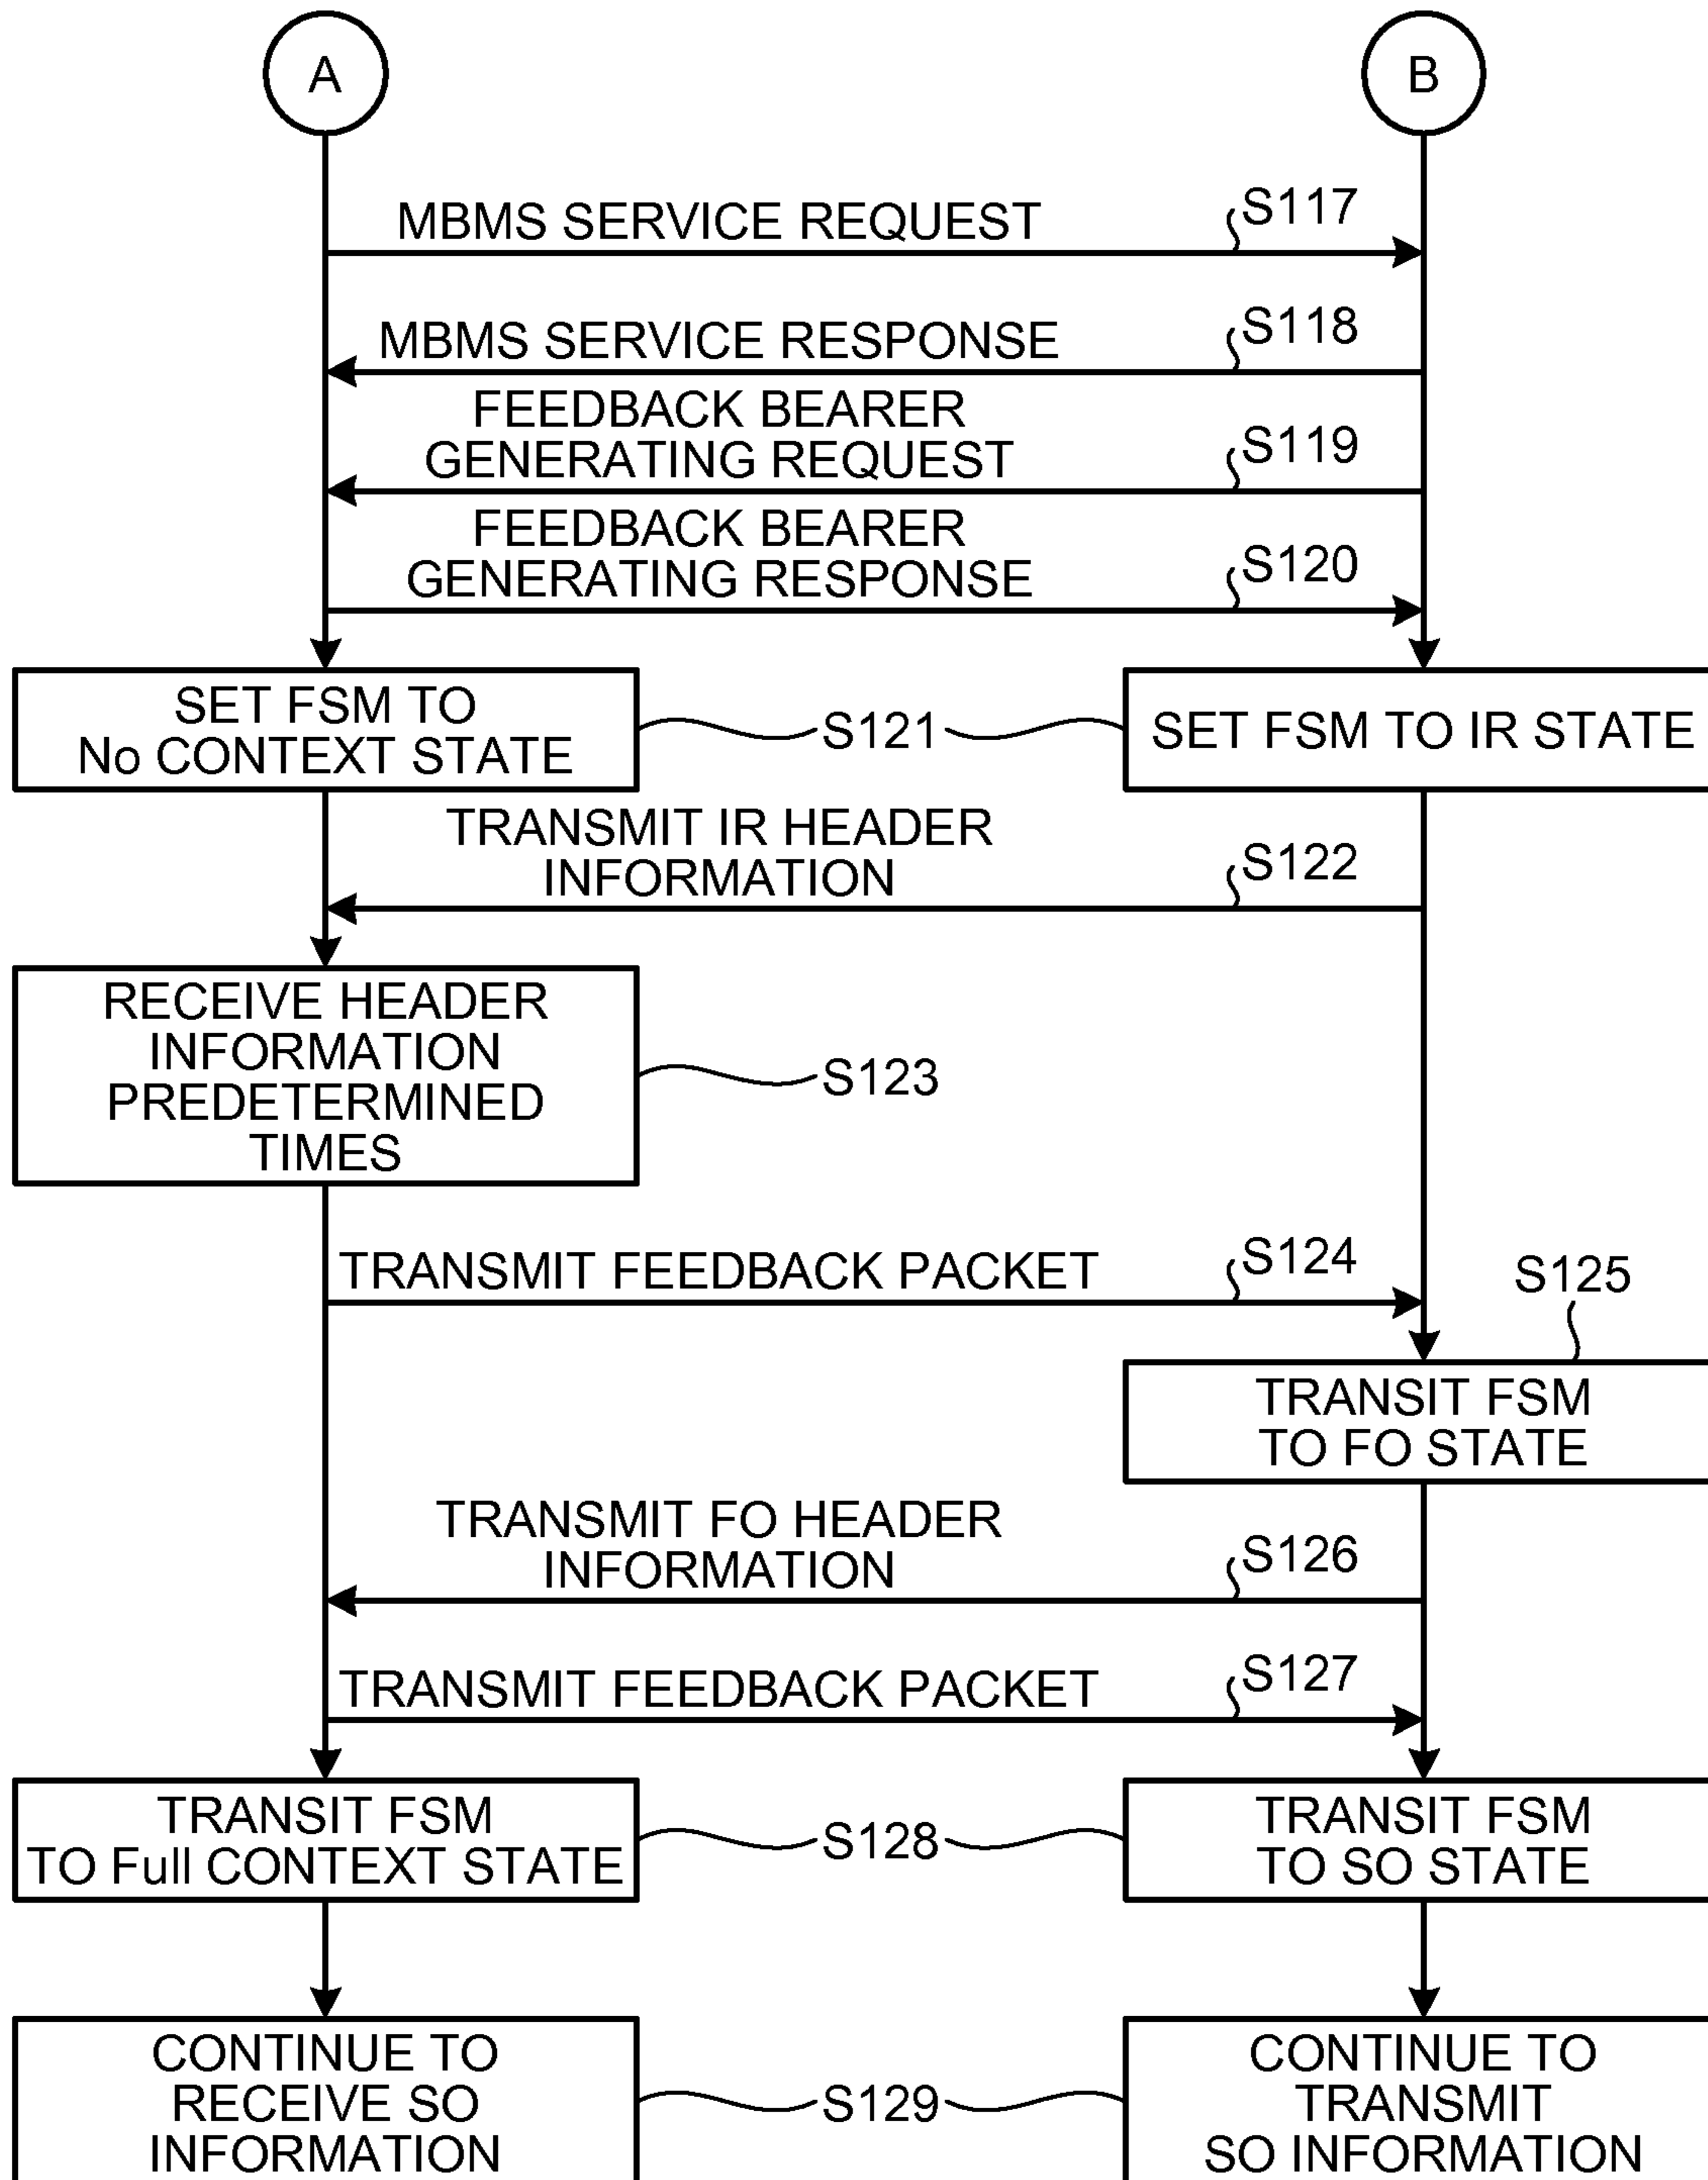 A
B
MBMS SERVICE REQUEST
S117
MBMS SERVICE RESPONSE
S118
FEEDBACK BEARER
GENERATING REQUEST
S119
FEEDBACK BEARER
GENERATING RESPONSE
S120
SET FSM TO
No CONTEXT STATE
S121
SET FSM TO IR STATE
TRANSMIT IR HEADER
INFORMATION
S122
RECEIVE HEADER
INFORMATION
PREDETERMINED
TIMES
S123
TRANSMIT FEEDBACK PACKET
S124
S125
TRANSIT FSM
TO FO STATE
TRANSMIT FO HEADER
INFORMATION
S126
TRANSMIT FEEDBACK PACKET
S127
TRANSIT FSM
TO Full CONTEXT STATE
S128
TRANSIT FSM
TO SO STATE
CONTINUE TO
RECEIVE SO
INFORMATION
S129
CONTINUE TO
TRANSMIT
SO INFORMATION